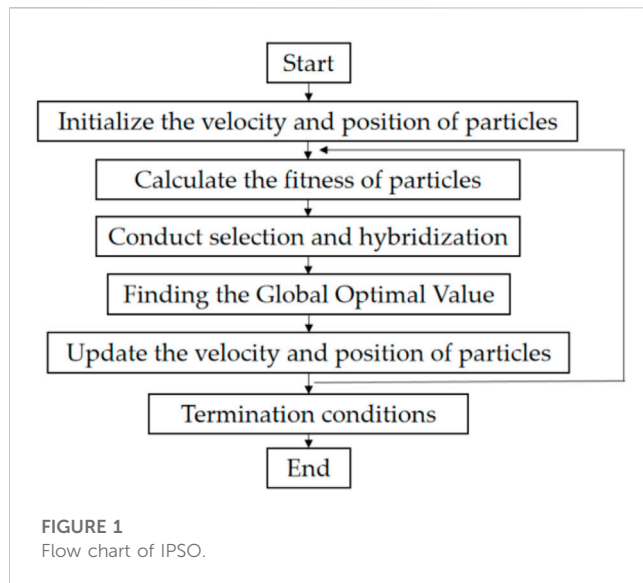 Start
Initialize the velocity and position of particles
Calculate the fitness of particles
Conduct selection and hybridization
Finding the Global Optimal Value
Update the velocity and position of particles
Termination conditions
End
FIGURE 1
Flow chart of IPSO.